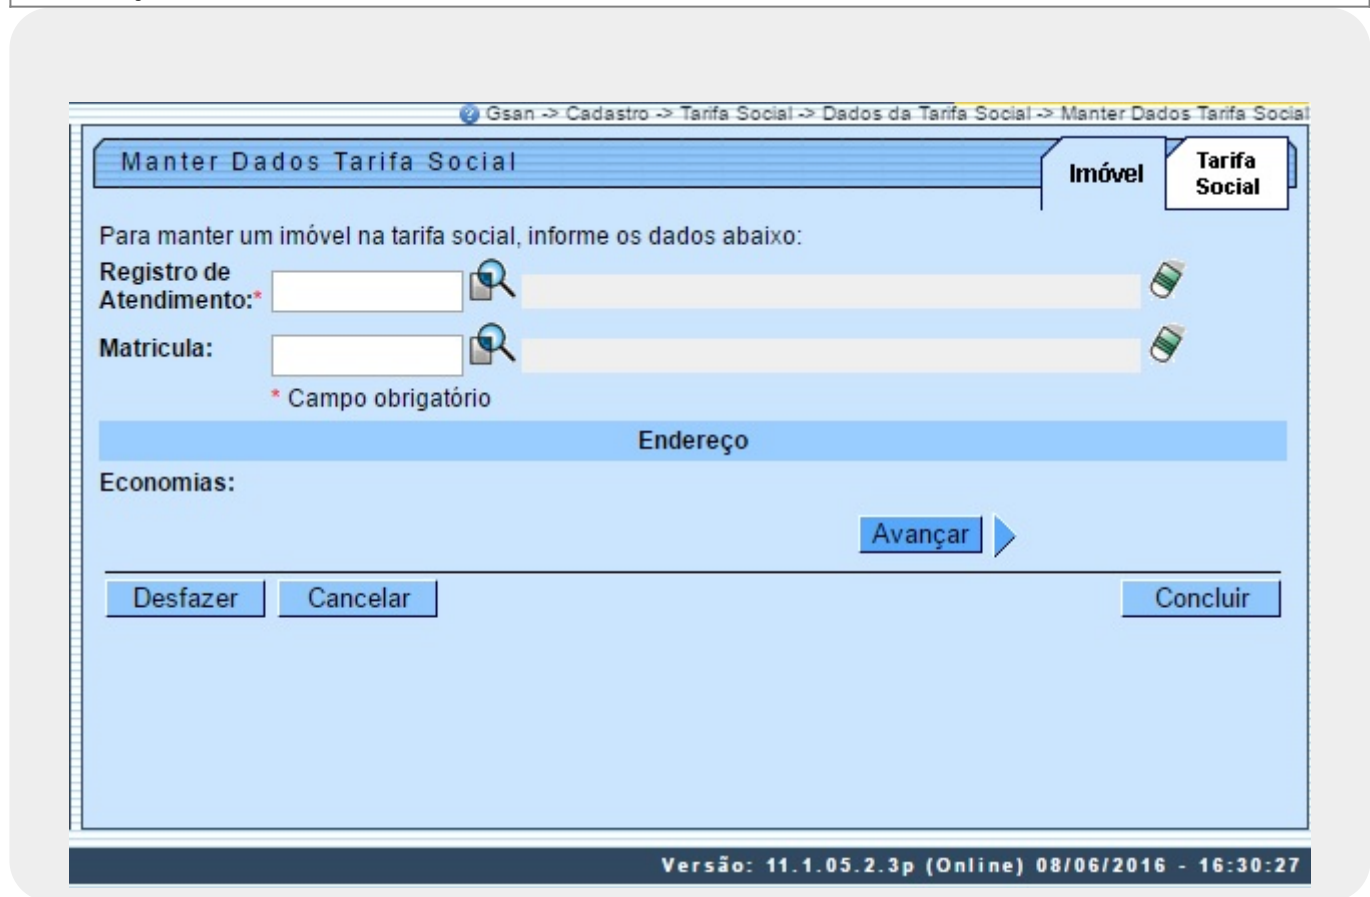 Gsan -> Cadastro -> Tarifa Social -> Dados da Tarifa Social -> Manter Dados Tarifa Social
Manter Dados Tarifa Social
Imóvel
Tarifa
Social
Para manter um imóvel na tarifa social, informe os dados abaixo:
Registro de
Atendimento:*
Matricula:
* Campo obrigatório
Endereço
Economias:
Avançar
Desfazer
Cancelar
Concluir
Versão: 11.1.05.2.3p (Online) 08/06/2016 - 16:30:27